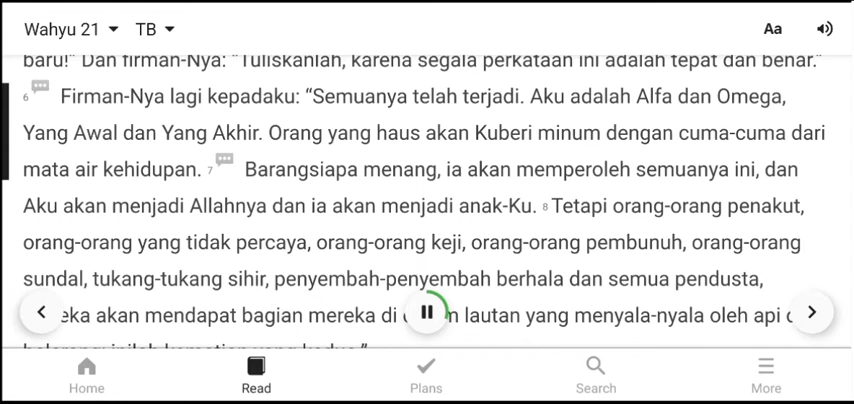 Wahyu 21 TB Aa
baru!" Dan firman-Nya: "Tuliskanlah, karena segala perkataan ini adalah tepat dan benar."
6 Firman-Nya lagi kepadaku: “Semuanya telah terjadi. Aku adalah Alfa dan Omega,
Yang Awal dan Yang Akhir. Orang yang haus akan Kuberi minum dengan cuma-cuma dari
mata air kehidupan. 7 Barangsiapa menang, ia akan memperoleh semuanya ini, dan
Aku akan menjadi Allahnya dan ia akan menjadi anak-Ku. 8 Tetapi orang-orang penakut,
orang-orang yang tidak percaya, orang-orang keji, orang-orang pembunuh, orang-orang
sundal, tukang-tukang sihir, penyembah-penyembah berhala dan semua pendusta,
eka akan mendapat bagian mereka di lautan yang menyala-nyala oleh api
Home Read Plans Search More